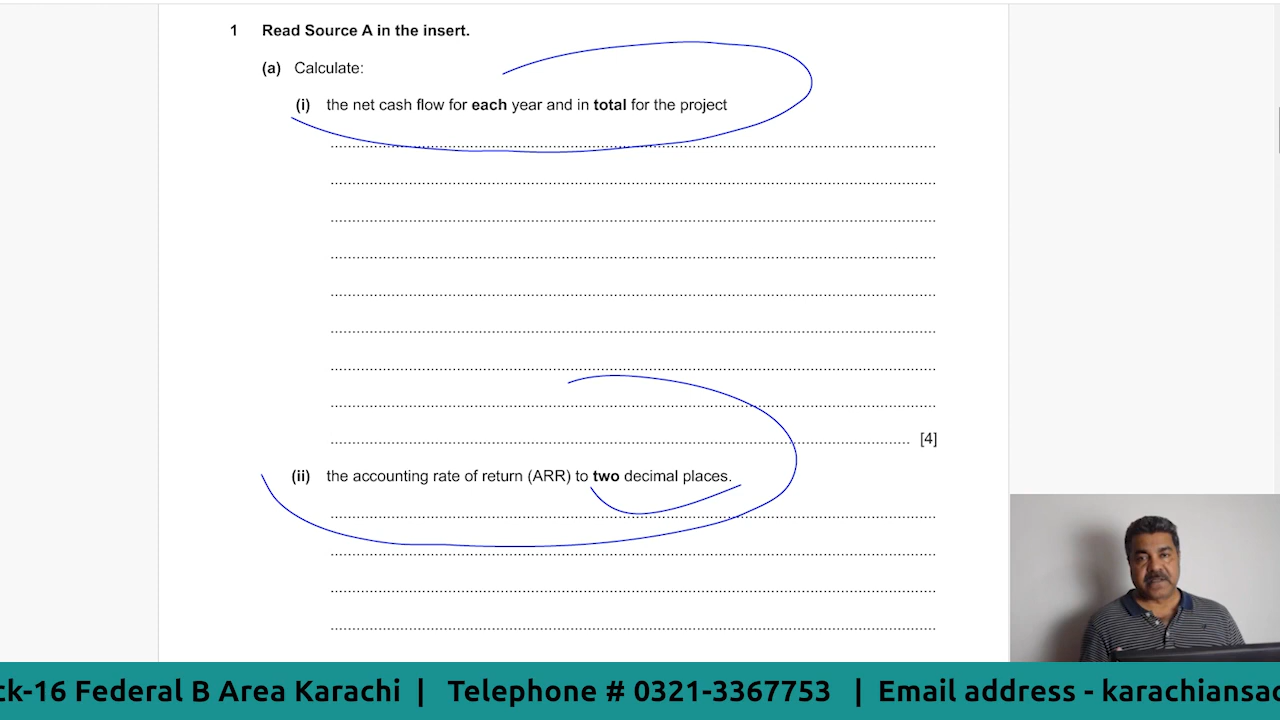 1 Read Source A in the insert.
(a) Calculate:
(i) the net cash flow for each year and in total for the project
[4]
(ii) the accounting rate of return (ARR) to two decimal places.
ck-16 Federal B Area Karachi | Telephone # 0321-3367753 | Email address - karachiansac